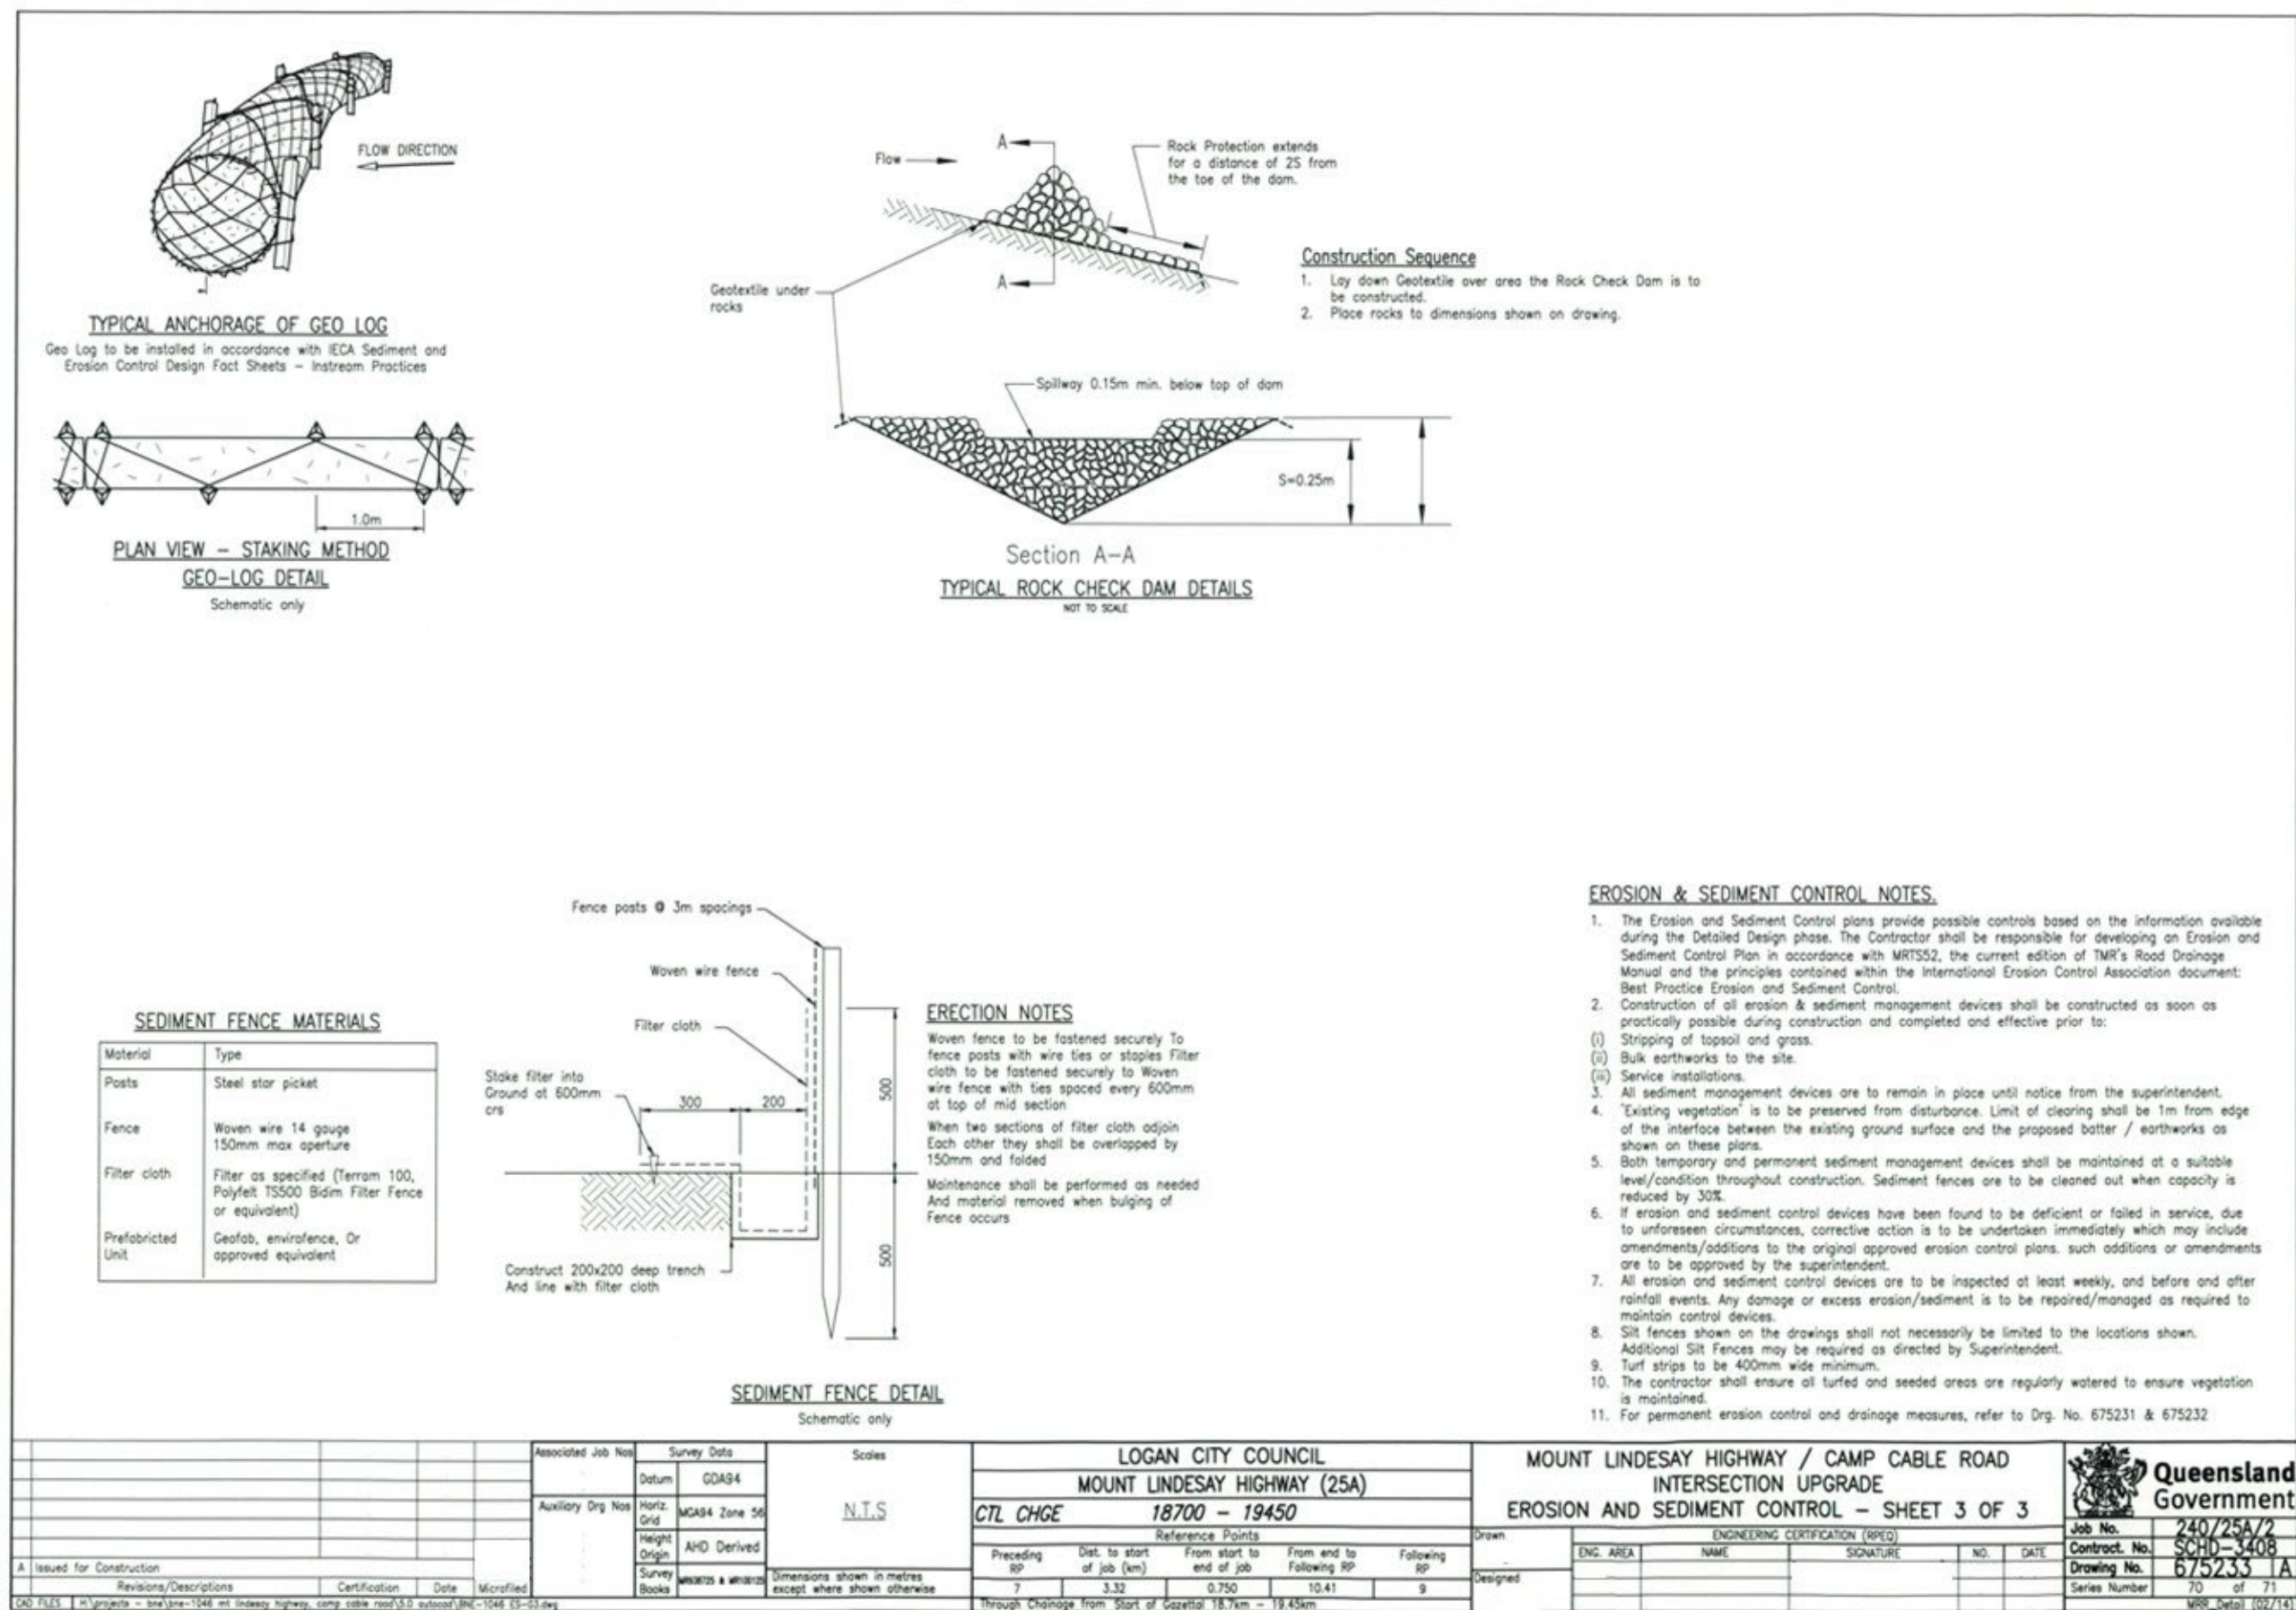 FLOW DIRECTION
TYPICAL ANCHORAGE OF GEO LOG
Geo Log to be installed in accordance with IECA Sediment and
Erosion Control Design Fact Sheets – Instream Practices
1.0m
PLAN VIEW – STAKING METHOD
GEO-LOG DETAIL
Schematic only
Flow
A
A
Rock Protection extends
for a distance of 2S from
the toe of the dam.
Geotextile under
rocks
Construction Sequence
1. Lay down Geotextile over area the Rock Check Dam is to
be constructed.
2. Place rocks to dimensions shown on drawing.
Spillway 0.15m min. below top of dam
S=0.25m
Section A-A
TYPICAL ROCK CHECK DAM DETAILS
NOT TO SCALE
SEDIMENT FENCE MATERIALS
Material Type
Posts Steel star picket
Fence Woven wire 14 gauge
150mm max aperture
Filter cloth Filter as specified (Terram 100,
Polyfelt TS500 Bidim Filter Fence
or equivalent)
Prefabricted Geofab, envirofence, Or
Unit approved equivalent
Fence posts @ 3m spacings
Woven wire fence
Filter cloth
Stake filter into
Ground at 600mm
crs
300
200
500
500
Construct 200x200 deep trench
And line with filter cloth
ERECTION NOTES
Woven fence to be fastened securely To
fence posts with wire ties or staples Filter
cloth to be fastened securely to Woven
wire fence with ties spaced every 600mm
at top of mid section
When two sections of filter cloth adjoin
Each other they shall be overlapped by
150mm and folded
Maintenance shall be performed as needed
And material removed when bulging of
Fence occurs
SEDIMENT FENCE DETAIL
Schematic only
EROSION & SEDIMENT CONTROL NOTES.
1. The Erosion and Sediment Control plans provide possible controls based on the information available
during the Detailed Design phase. The Contractor shall be responsible for developing an Erosion and
Sediment Control Plan in accordance with MRTS52, the current edition of TMR's Road Drainage
Manual and the principles contained within the International Erosion Control Association document:
Best Practice Erosion and Sediment Control.
2. Construction of all erosion & sediment management devices shall be constructed as soon as
practically possible during construction and completed and effective prior to:
(i) Stripping of topsoil and grass.
(ii) Bulk earthworks to the site.
(iii) Service installations.
3. All sediment management devices are to remain in place until notice from the superintendent.
4. 'Existing vegetation' is to be preserved from disturbance. Limit of clearing shall be 1m from edge
of the interface between the existing ground surface and the proposed batter / earthworks as
shown on these plans.
5. Both temporary and permanent sediment management devices shall be maintained at a suitable
level/condition throughout construction. Sediment fences are to be cleaned out when capacity is
reduced by 30%.
6. If erosion and sediment control devices have been found to be deficient or failed in service, due
to unforeseen circumstances, corrective action is to be undertaken immediately which may include
amendments/additions to the original approved erosion control plans. such additions or amendments
are to be approved by the superintendent.
7. All erosion and sediment control devices are to be inspected at least weekly, and before and after
rainfall events. Any damage or excess erosion/sediment is to be repaired/managed as required to
maintain control devices.
8. Silt fences shown on the drawings shall not necessarily be limited to the locations shown.
Additional Silt Fences may be required as directed by Superintendent.
9. Turf strips to be 400mm wide minimum.
10. The contractor shall ensure all turfed and seeded areas are regularly watered to ensure vegetation
is maintained.
11. For permanent erosion control and drainage measures, refer to Drg. No. 675231 & 675232
A Issued for Construction
Revisions/Descriptions Certification Date Microfilmed
CAD FILES H:\projects - bne\bne-1046 mt lindesay highway, camp cable road\5.0 autocad\BNE-1046 ES-03.dwg
Associated Job Nos
Auxiliary Drg Nos
Survey Data
Datum GDA94
Horiz. Grid MGA94 Zone 56
Height Origin AHD Derived
Survey Books
Scales
N.T.S
Dimensions shown in metres
except where shown otherwise
LOGAN CITY COUNCIL
MOUNT LINDESAY HIGHWAY (25A)
CTL CHGE 18700 – 19450
Reference Points
Preceding RP Dist. to start of job (km) From start to end of job From end to Following RP Following RP
7 3.32 0.750 10.41 9
Through Chainage from Start of Gazettal 18.7km – 19.45km
MOUNT LINDESAY HIGHWAY / CAMP CABLE ROAD
INTERSECTION UPGRADE
EROSION AND SEDIMENT CONTROL – SHEET 3 OF 3
Drawn
Designed
ENGINEERING CERTIFICATION (RPEQ)
ENG. AREA NAME SIGNATURE NO. DATE
Queensland
Government
Job No. 240/25A/2
Contract. No. SCHD-3408
Drawing No. 675233 A
Series Number 70 of 71
MRR_Detail (02/14)